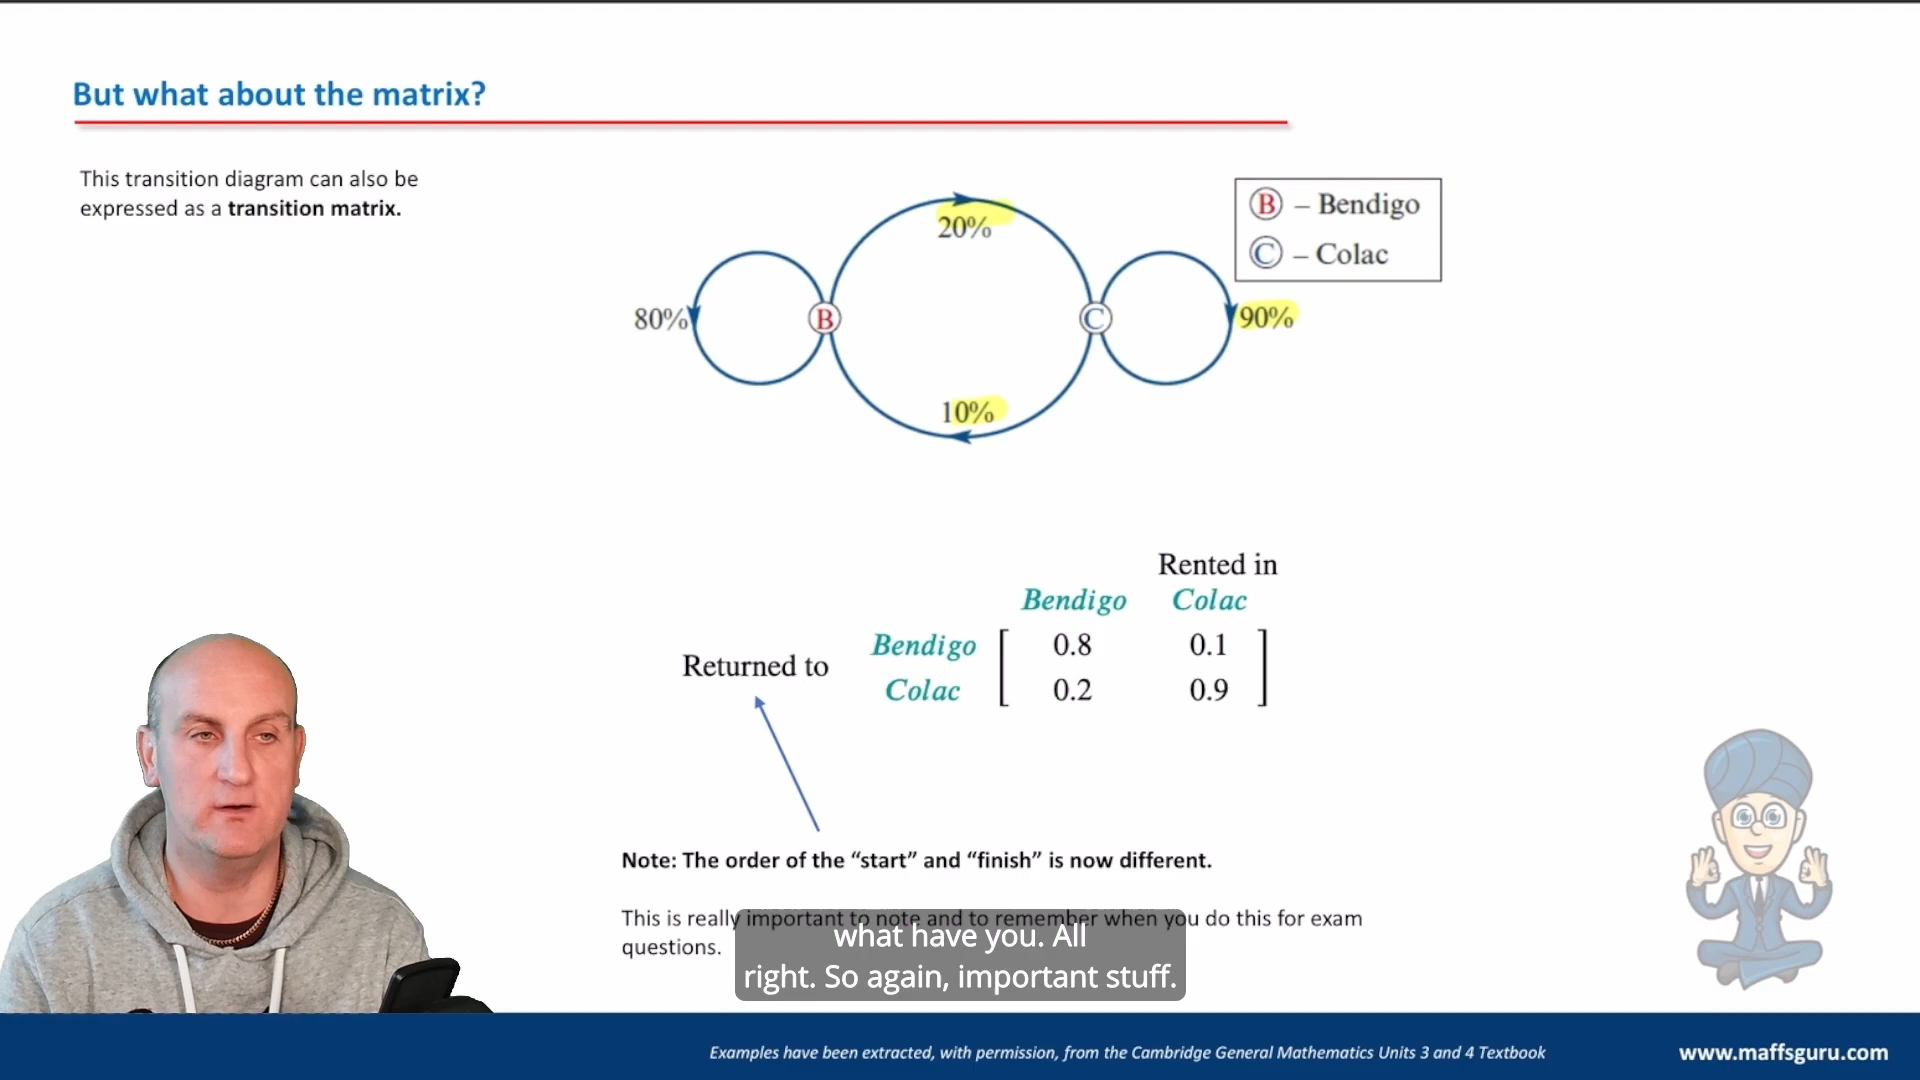 But what about the matrix?
This transition diagram can also be
expressed as a transition matrix.
20%
B – Bendigo
C – Colac
80%
B
C
90%
10%
Rented in
Bendigo Colac
Bendigo 0.8 0.1
Returned to
Colac 0.2 0.9
Note: The order of the “start” and “finish” is now different.
This is really important to note and to remember when you do this for exam
questions.
what have you. All
right. So again, important stuff.
Examples have been extracted, with permission, from the Cambridge General Mathematics Units 3 and 4 Textbook
www.maffsguru.com